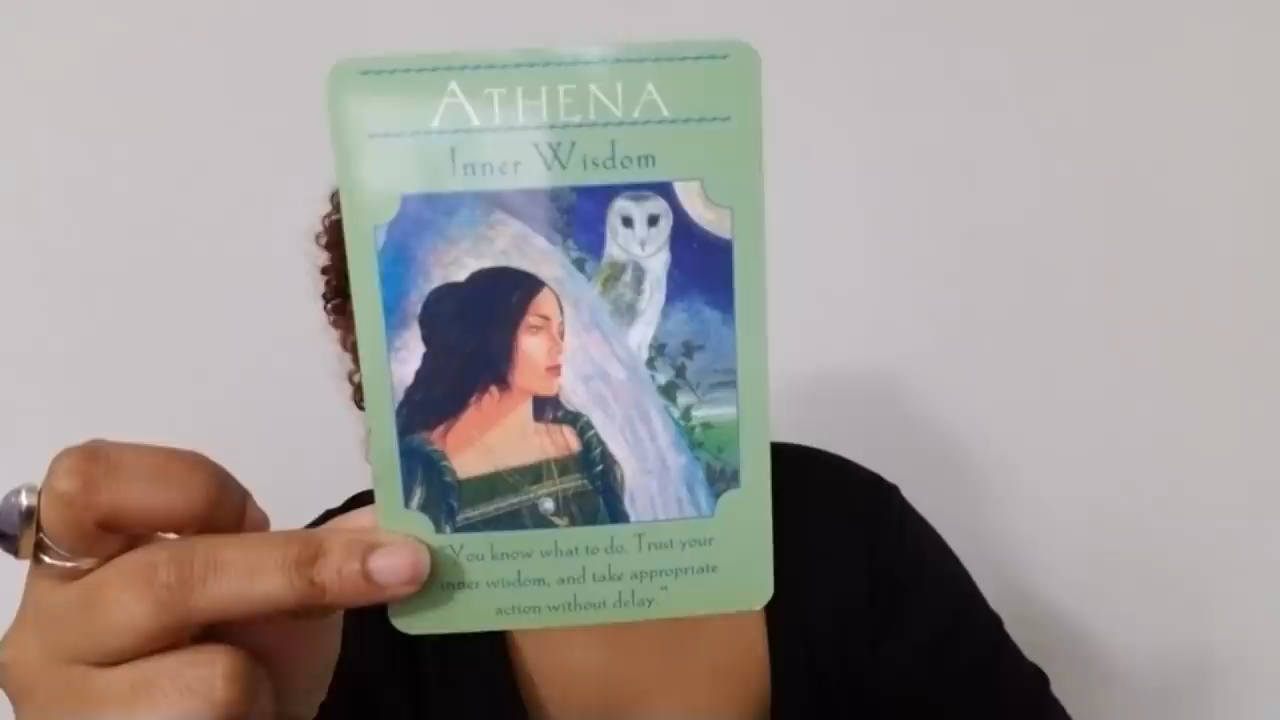 ATHENA
Inner Wisdom
"You know what to do. Trust your
inner wisdom, and take appropriate
action without delay."